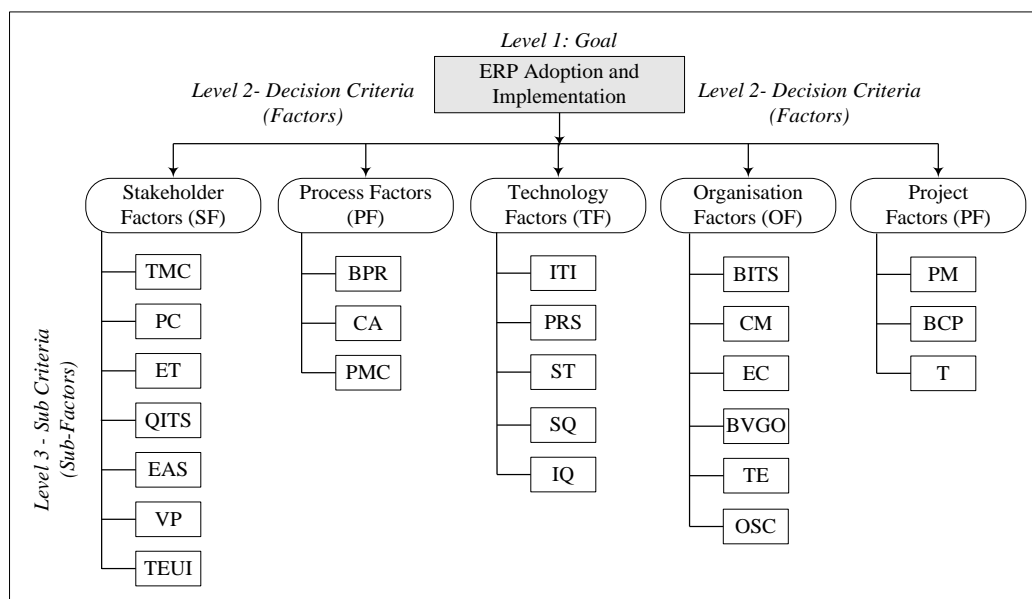 Level 1: Goal
ERP Adoption and
Implementation
Level 2- Decision Criteria
(Factors)
Level 2- Decision Criteria
(Factors)
Stakeholder
Factors (SF)
Process Factors
(PF)
Technology
Factors (TF)
Organisation
Factors (OF)
Project
Factors (PF)
Level 3 - Sub Criteria
(Sub-Factors)
TMC
PC
ET
QITS
EAS
VP
TEUI
BPR
CA
PMC
ITI
PRS
ST
SQ
IQ
BITS
CM
EC
BVGO
TE
OSC
PM
BCP
T